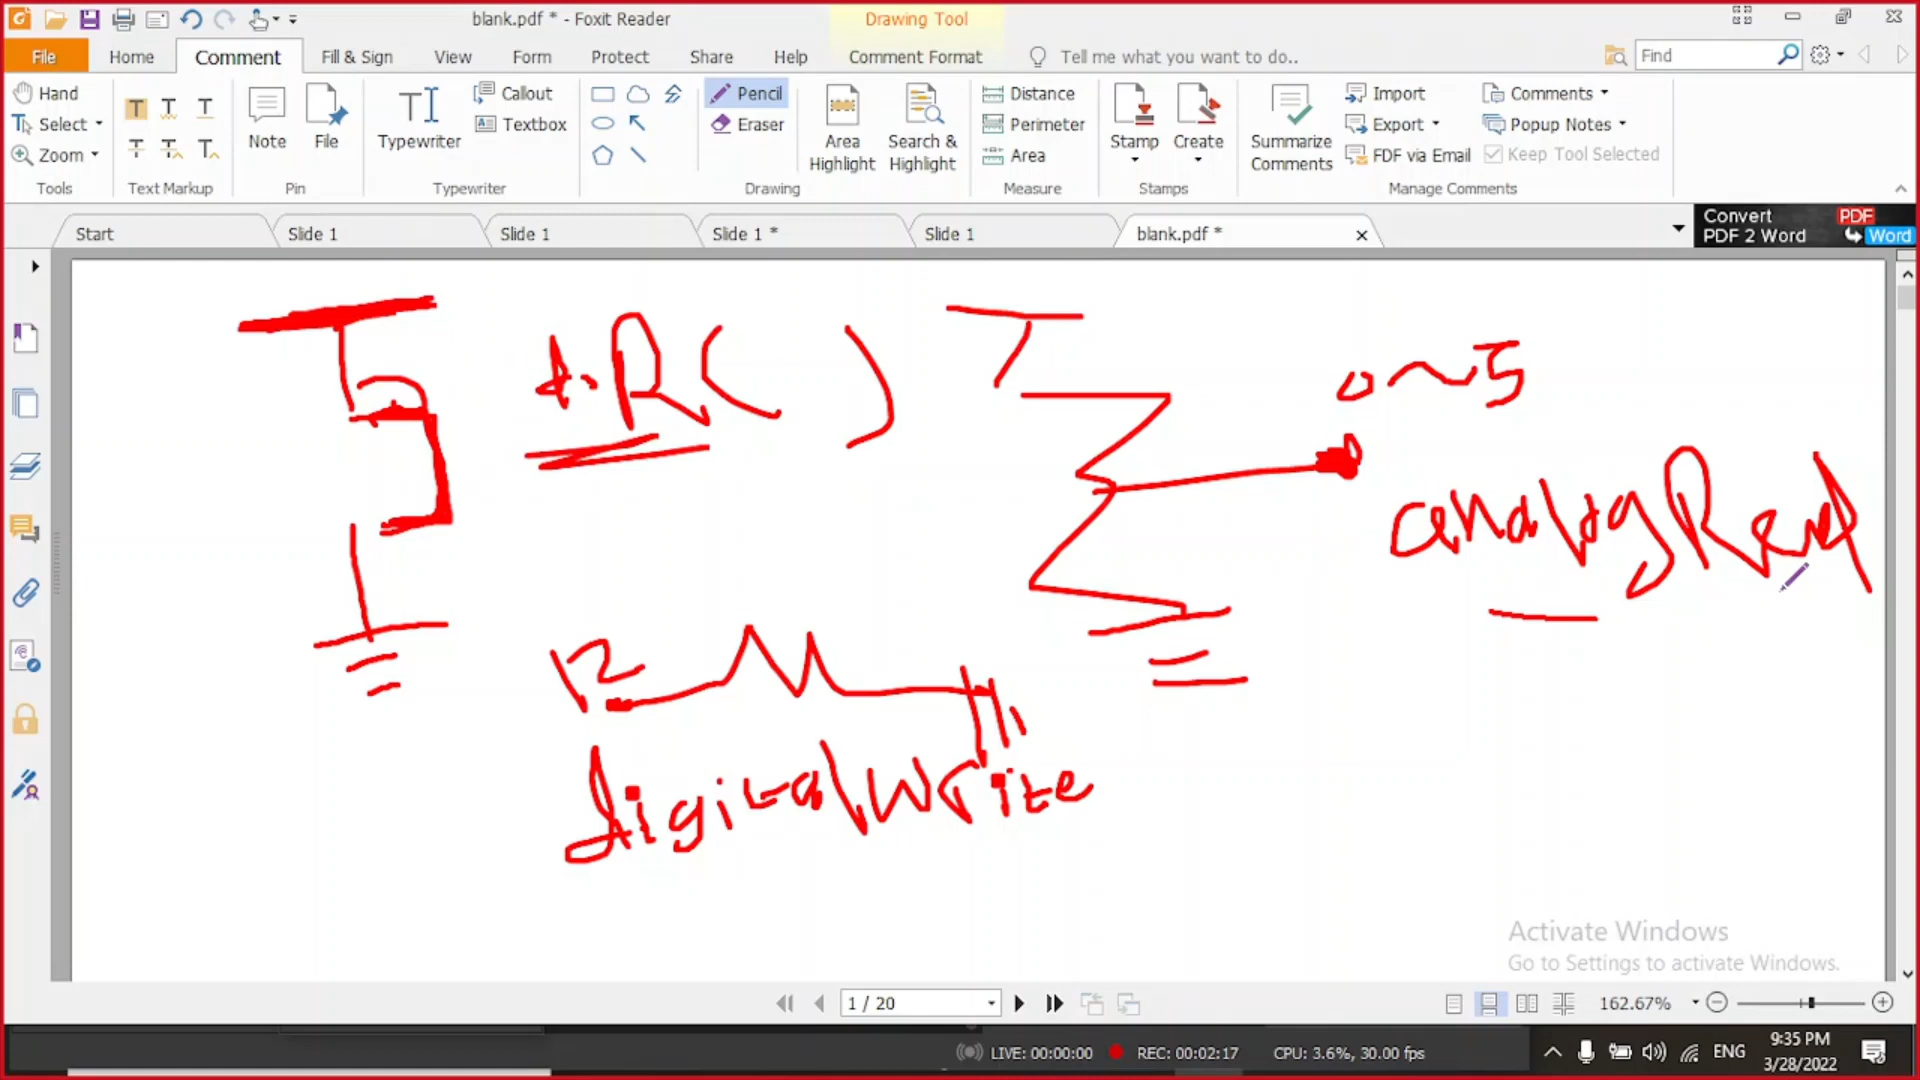 blank.pdf * - Foxit Reader
Drawing Tool
File
Home
Comment
Fill & Sign
View
Form
Protect
Share
Help
Comment Format
Tell me what you want to do..
Find
Hand
Select
Zoom
Tools
Text Markup
Note
File
Pin
Typewriter
Callout
Textbox
Typewriter
Pencil
Eraser
Drawing
Area Highlight
Search & Highlight
Distance
Perimeter
Area
Measure
Stamp
Create
Stamps
Summarize Comments
Import
Export
FDF via Email
Comments
Popup Notes
Keep Tool Selected
Manage Comments
Start
Slide 1
Slide 1
Slide 1 *
Slide 1
blank.pdf *
Convert PDF
PDF 2 Word Word
R( )
0~5
analogRead
12
digitalwrite
Activate Windows
Go to Settings to activate Windows.
1 / 20
162.67%
LIVE: 00:00:00
REC: 00:02:17
CPU: 3.6%, 30.00 fps
ENG
9:35 PM
3/28/2022